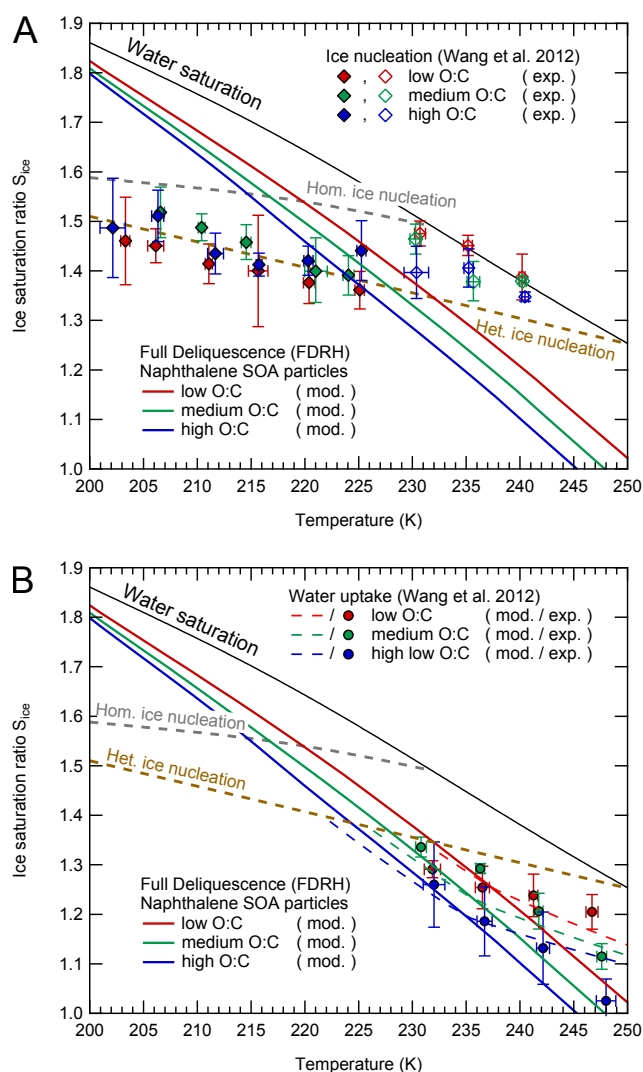 A
1.9
1.8
1.7
1.6
1.5
1.4
1.3
1.2
1.1
1.0
Ice saturation ratio Sice
Water saturation
Ice nucleation (Wang et al. 2012)
, low O:C ( exp. )
, medium O:C ( exp. )
, high O:C ( exp. )
Hom. ice nucleation
Het. ice nucleation
Full Deliquescence (FDRH)
Naphthalene SOA particles
low O:C ( mod. )
medium O:C ( mod. )
high O:C ( mod. )
200 205 210 215 220 225 230 235 240 245 250
Temperature (K)
B
1.9
1.8
1.7
1.6
1.5
1.4
1.3
1.2
1.1
1.0
Ice saturation ratio Sice
Water saturation
Water uptake (Wang et al. 2012)
/ low O:C ( mod. / exp. )
/ medium O:C ( mod. / exp. )
/ high low O:C ( mod. / exp. )
Hom. ice nucleation
Het. ice nucleation
Full Deliquescence (FDRH)
Naphthalene SOA particles
low O:C ( mod. )
medium O:C ( mod. )
high O:C ( mod. )
200 205 210 215 220 225 230 235 240 245 250
Temperature (K)